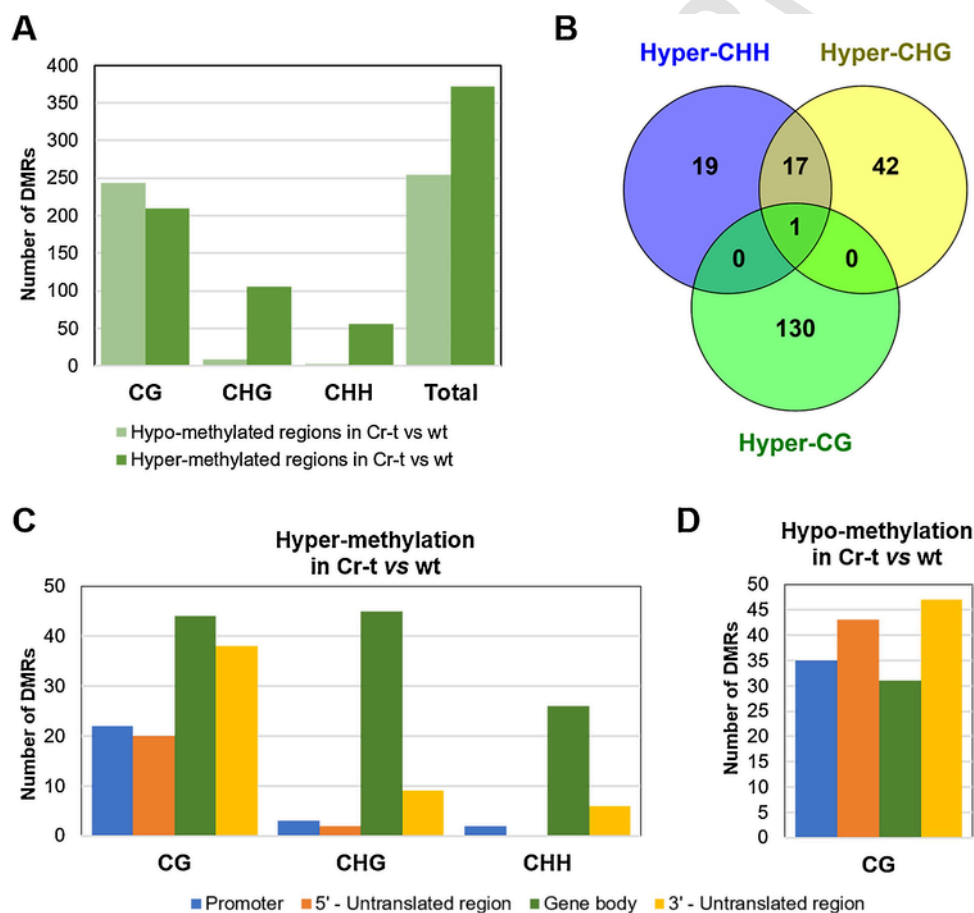 A
400
350
300
250
200
150
100
50
0
Number of DMRs
CG CHG CHH Total
Hypo-methylated regions in Cr-t vs wt
Hyper-methylated regions in Cr-t vs wt
B
Hyper-CHH Hyper-CHG
19 17 42
1
0 0
130
Hyper-CG
C
Hyper-methylation
in Cr-t vs wt
50
40
30
20
10
0
Number of DMRs
CG CHG CHH
D
Hypo-methylation
in Cr-t vs wt
50
45
40
35
30
25
20
15
10
5
0
Number of DMRs
CG
Promoter 5' - Untranslated region Gene body 3' - Untranslated region